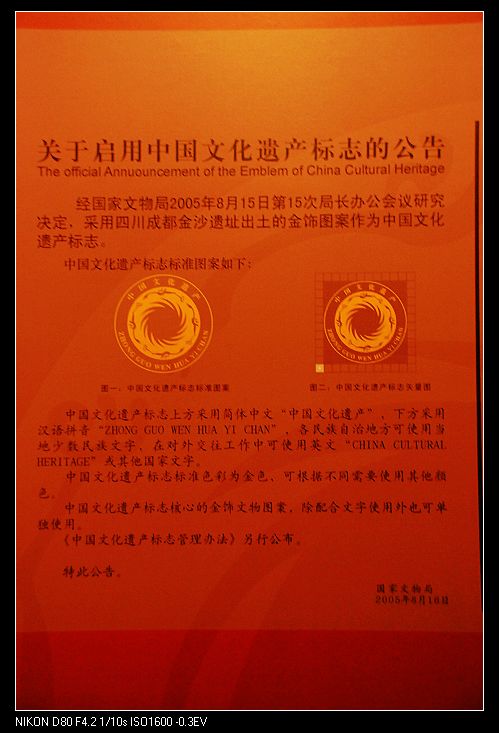 关于启用中国文化遗产标志的公告
The official Annuouncement of the Emblem of China Cultural Heritage
经国家文物局2005年8月15日第15次局长办公会议研究
决定，采用四川成都金沙遗址出土的金饰图案作为中国文化
遗产标志。
中国文化遗产标志标准图案如下：
中国文化遗产
ZHONG GUO WEN HUA YI CHAN
中国文化遗产
ZHONG GUO WEN HUA YI CHAN
图一：中国文化遗产标志标准图案
图二：中国文化遗产标志矢量图
中国文化遗产标志上方采用简体中文“中国文化遗产”，下方采用
汉语拼音“ZHONG GUO WEN HUA YI CHAN”，各民族自治地方可使用当
地少数民族文字，在对外交往工作中可使用英文“CHINA CULTURAL
HERITAGE”或其他国家文字。
中国文化遗产标志标准色彩为金色，可根据不同需要使用其他颜
色。
中国文化遗产标志核心的金饰文物图案，除配合文字使用外也可单
独使用。
《中国文化遗产标志管理办法》另行公布。
特此公告。
国家文物局
2005年8月16日
NIKON D80 F4.2 1/10s ISO1600 -0.3EV